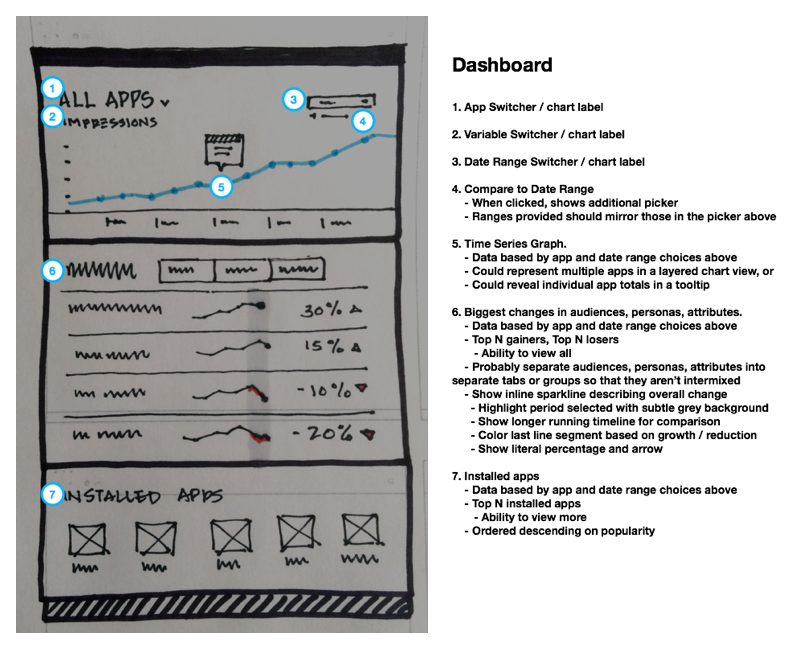 ALL APPS
IMPRESSIONS
1
2
3
4
5
6
30%
15%
-10%
-20%
7
INSTALLED APPS
Dashboard
1. App Switcher / chart label
2. Variable Switcher / chart label
3. Date Range Switcher / chart label
4. Compare to Date Range
- When clicked, shows additional picker
- Ranges provided should mirror those in the picker above
5. Time Series Graph.
- Data based by app and date range choices above
- Could represent multiple apps in a layered chart view, or
- Could reveal individual app totals in a tooltip
6. Biggest changes in audiences, personas, attributes.
- Data based by app and date range choices above
- Top N gainers, Top N losers
- Ability to view all
- Probably separate audiences, personas, attributes into
separate tabs or groups so that they aren't intermixed
- Show inline sparkline describing overall change
- Highlight period selected with subtle grey background
- Show longer running timeline for comparison
- Color last line segment based on growth / reduction
- Show literal percentage and arrow
7. Installed apps
- Data based by app and date range choices above
- Top N installed apps
- Ability to view more
- Ordered descending on popularity